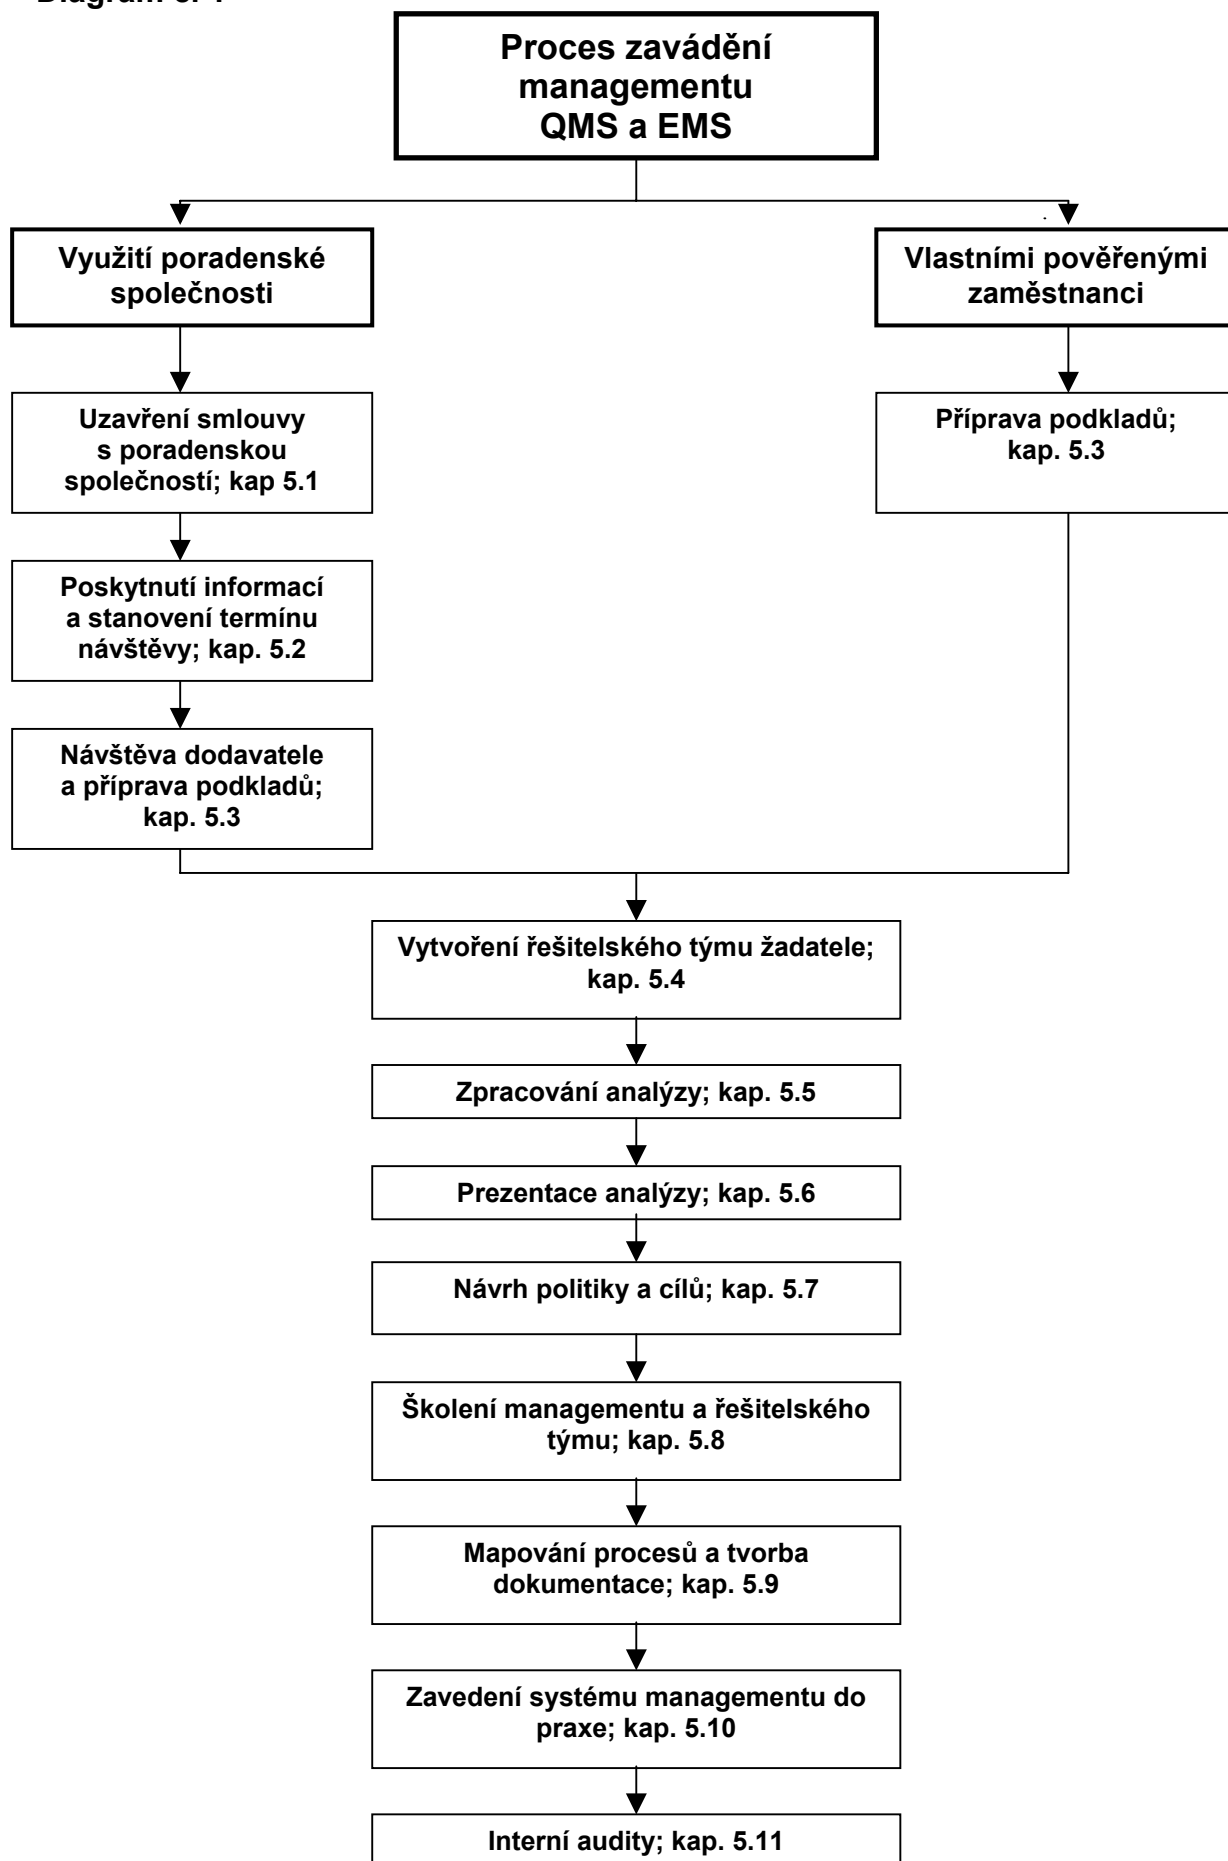 Proces zavádění
managementu
QMS a EMS
Využití poradenské
společnosti
Vlastními pověřenými
zaměstnanci
Uzavření smlouvy
s poradenskou
společností; kap 5.1
Příprava podkladů;
kap. 5.3
Poskytnutí informací
a stanovení termínu
návštěvy; kap. 5.2
Návštěva dodavatele
a příprava podkladů;
kap. 5.3
Vytvoření řešitelského týmu žadatele;
kap. 5.4
Zpracování analýzy; kap. 5.5
Prezentace analýzy; kap. 5.6
Návrh politiky a cílů; kap. 5.7
Školení managementu a řešitelského
týmu; kap. 5.8
Mapování procesů a tvorba
dokumentace; kap. 5.9
Zavedení systému managementu do
praxe; kap. 5.10
Interní audity; kap. 5.11